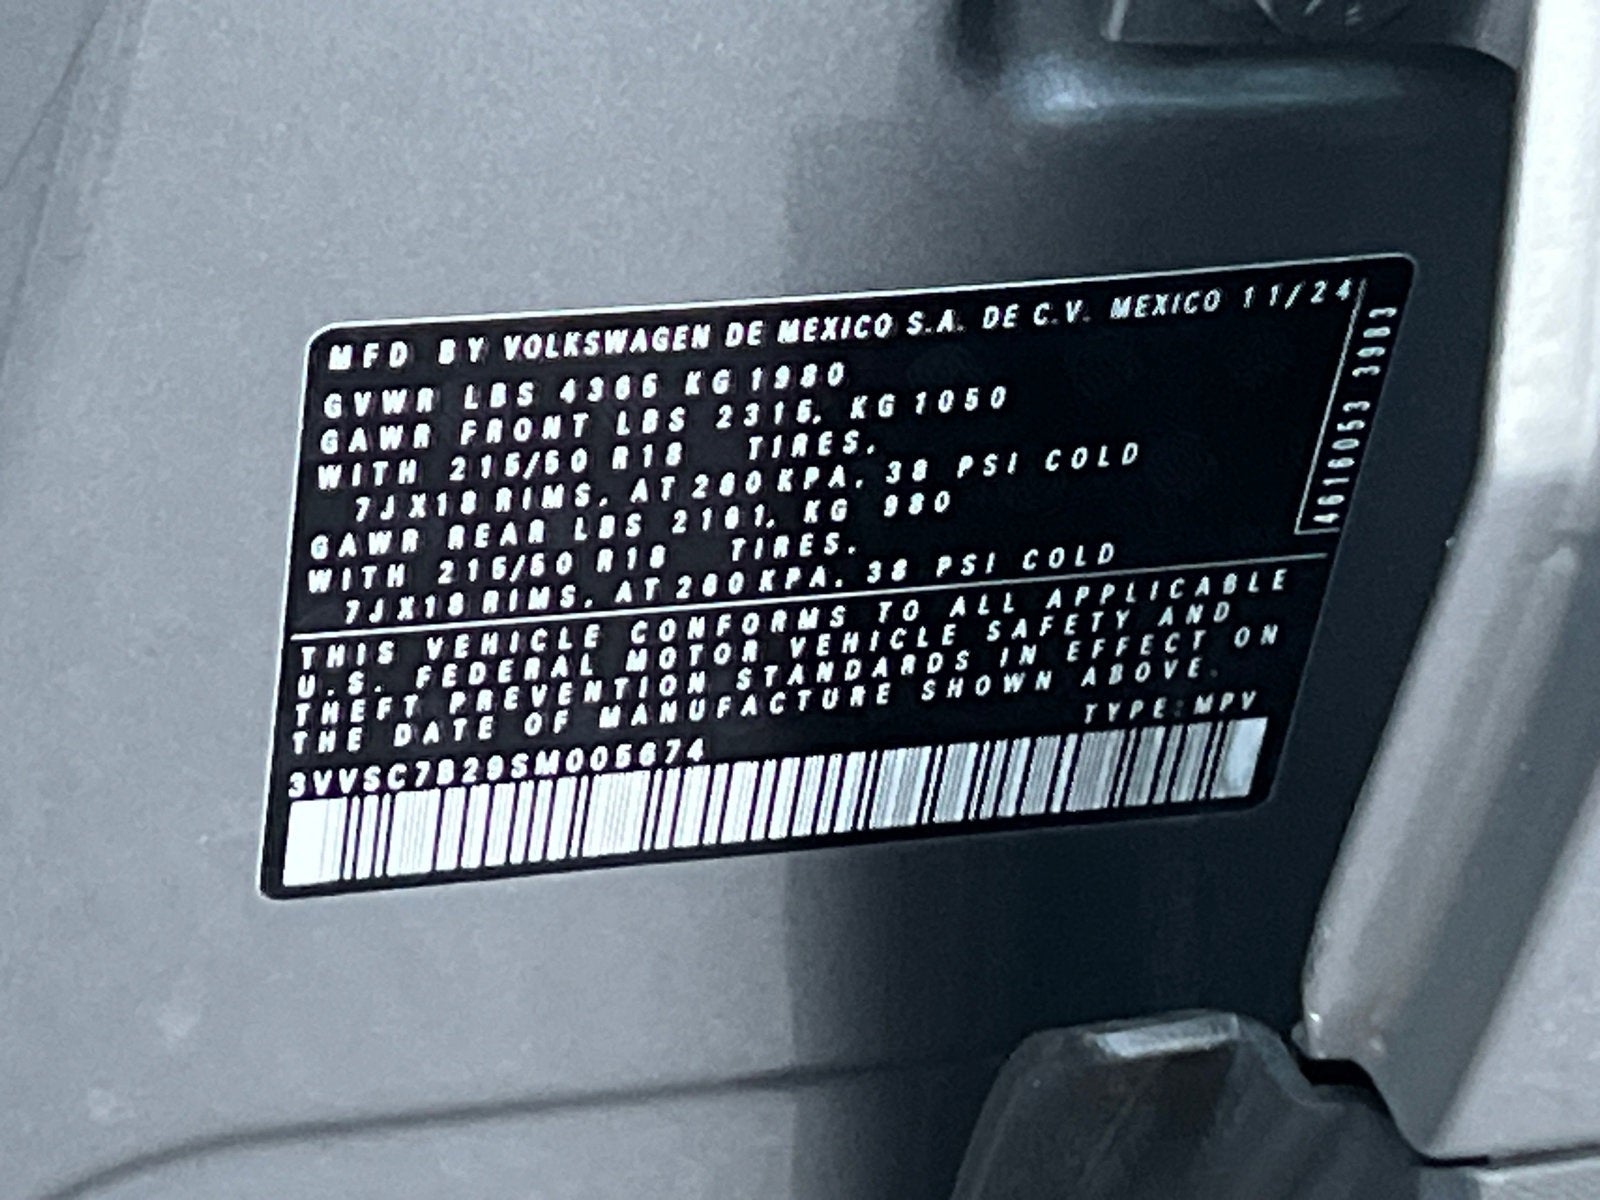 MFD BY VOLKSWAGEN DE MEXICO S.A. DE C.V. MEXICO 11/24
GVWR LBS 4365 KG 1980
GAWR FRONT LBS 2315, KG 1050
WITH 215/50 R18 TIRES.
7JX18 RIMS, AT 260 KPA. 38 PSI COLD
GAWR REAR LBS 2161, KG 980
WITH 215/50 R18 TIRES.
7JX18 RIMS, AT 260 KPA. 38 PSI COLD
4616053 3983
THIS VEHICLE CONFORMS TO ALL APPLICABLE
U.S. FEDERAL MOTOR VEHICLE SAFETY AND
THEFT PREVENTION STANDARDS IN EFFECT ON
THE DATE OF MANUFACTURE SHOWN ABOVE.
3VVSC7B29SM005674 TYPE: MPV